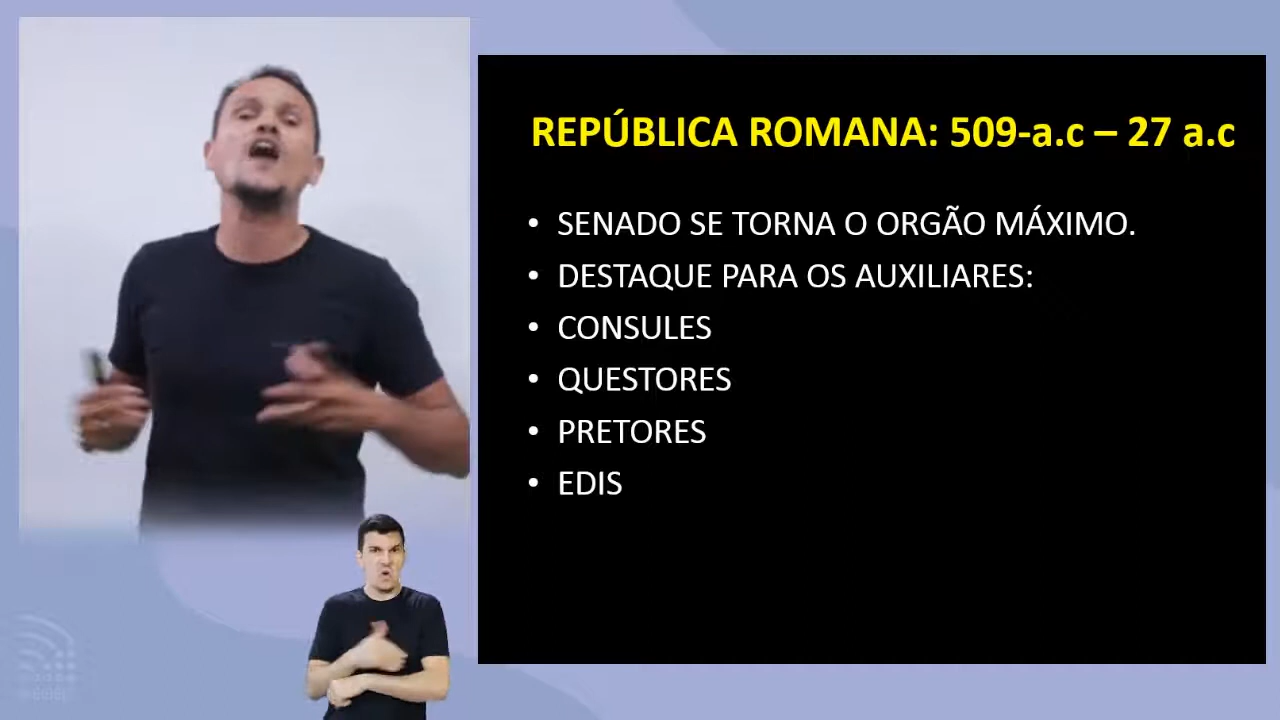 REPÚBLICA ROMANA: 509-a.c – 27 a.c
• SENADO SE TORNA O ORGÃO MÁXIMO.
• DESTAQUE PARA OS AUXILIARES:
• CONSULES
• QUESTORES
• PRETORES
• EDIS